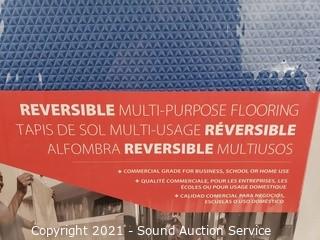 REVERSIBLE MULTI-PURPOSE FLOORING
TAPIS DE SOL MULTI-USAGE RÉVERSIBLE
ALFOMBRA REVERSIBLE MULTIUSOS
+ COMMERCIAL GRADE FOR BUSINESS, SCHOOL OR HOME USE
+ QUALITÉ COMMERCIALE, POUR LES ENTREPRISES, LES
ÉCOLES OU POUR USAGE DOMESTIQUE
+ CALIDAD COMERCIAL PARA NEGOCIOS,
ESCUELAS O USO DOMÉSTICO
Copyright 2021 - Sound Auction Service